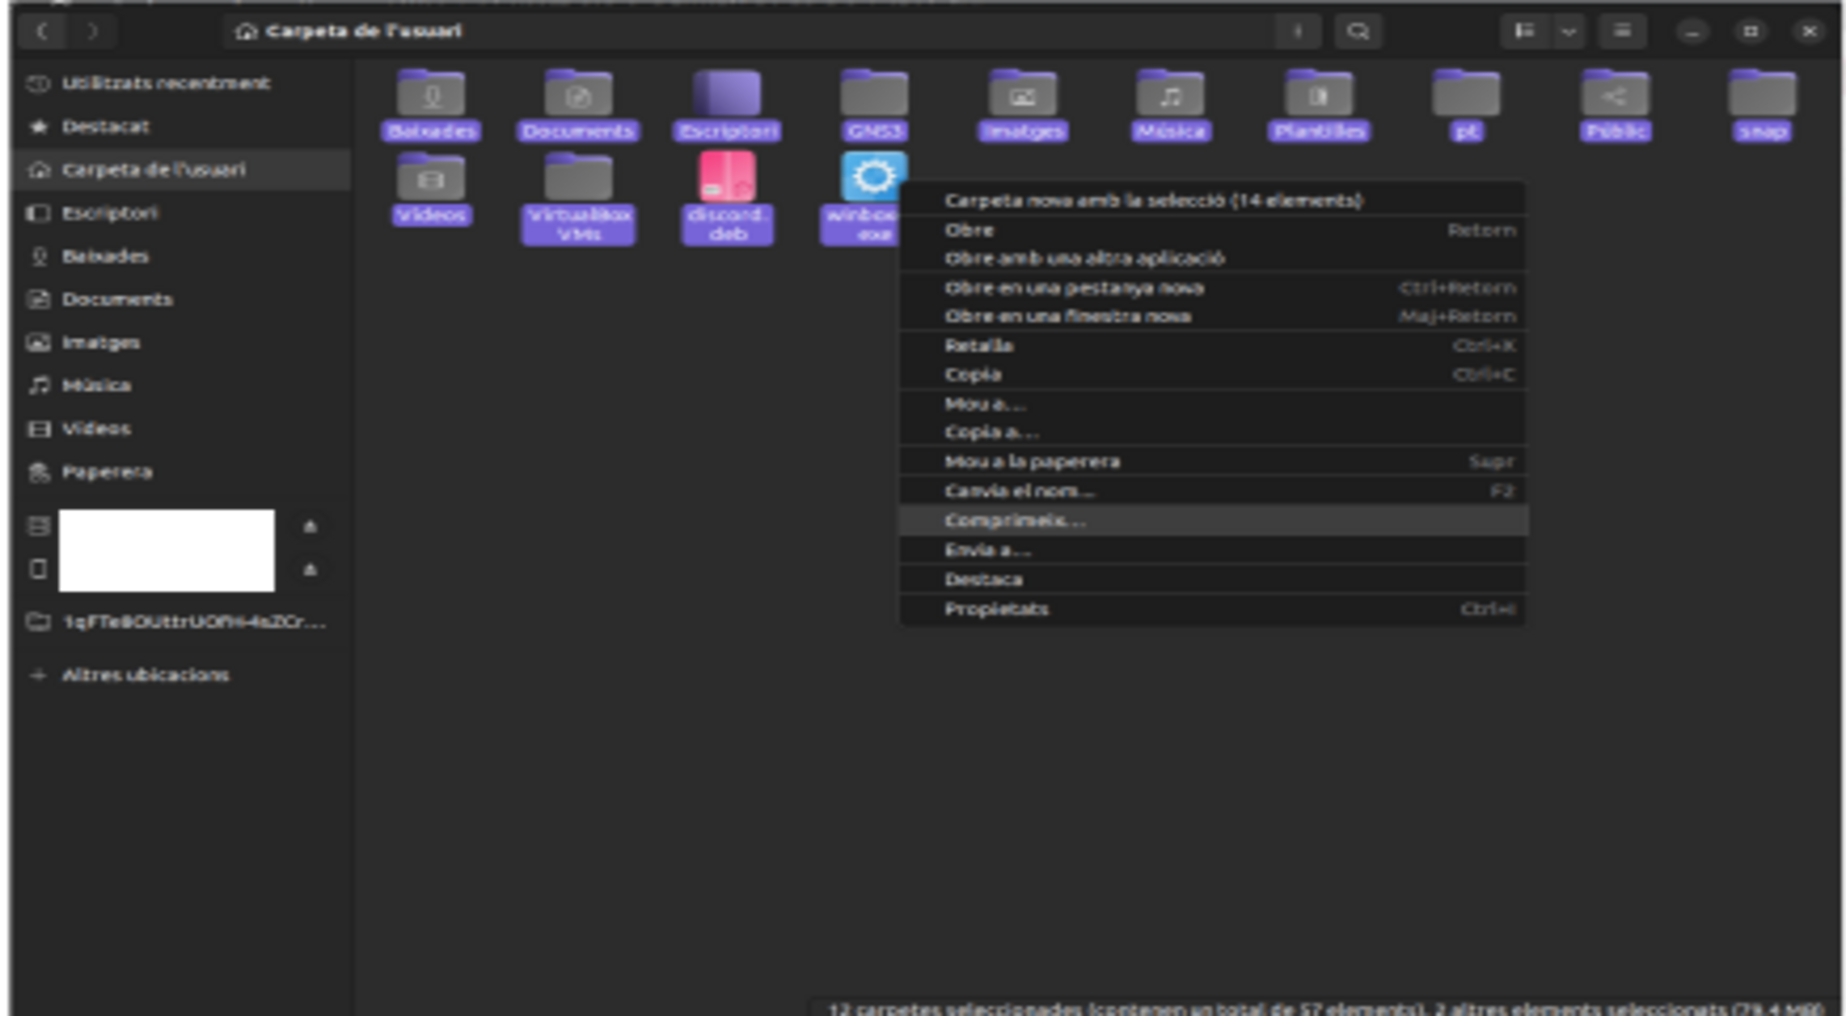 Carpeta de l'usuari
Utilitzats recentment
Destacat
Carpeta de l'usuari
Escriptori
Baixades
Documents
Imatges
Música
Vídeos
Paperera
Altres ubicacions
Baixades Documents Escriptori GNS3 Imatges Música Plantilles pt Públic snap
Vídeos VirtualBox VMs discord.deb exe
Carpeta nova amb la selecció (14 elements)
Obre Retorn
Obre amb una altra aplicació
Obre en una pestanya nova Ctrl+Retorn
Obre en una finestra nova Maj+Retorn
Retalla Ctrl+X
Copia Ctrl+C
Mou a...
Copia a...
Mou a la paperera Supr
Canvia el nom... F2
Comprimeix...
Envia a...
Destaca
Propietats Ctrl+I
12 carpetes seleccionades (contenen un total de 57 elements), 2 altres elements seleccionats (79,4 MB)